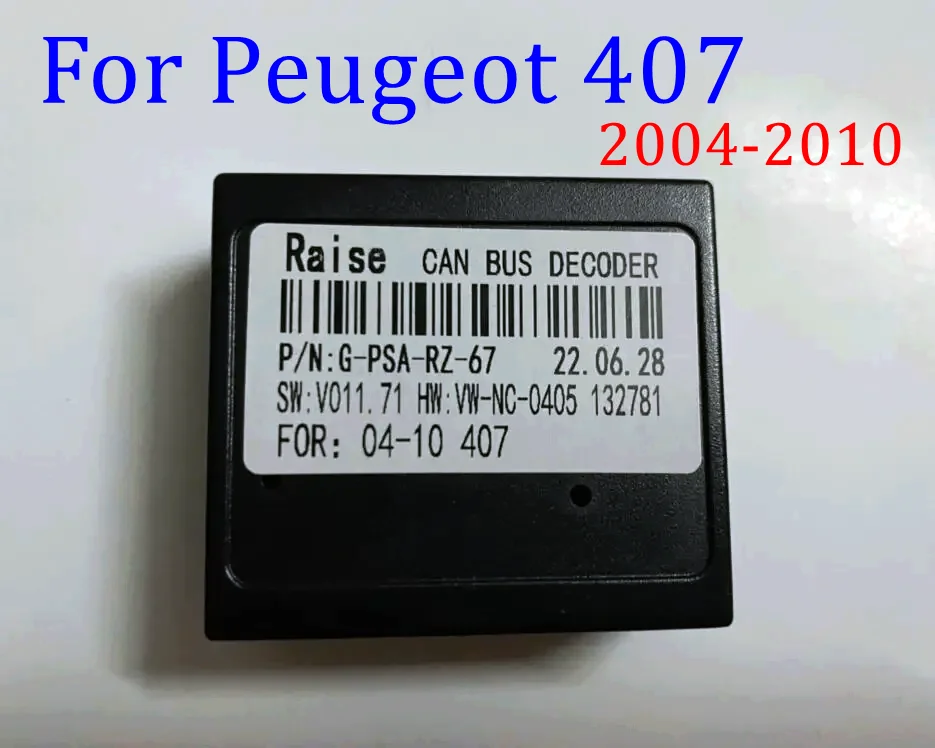 For Peugeot 407
2004-2010
Raise CAN BUS DECODER
P/N:G-PSA-RZ-67 22.06.28
SW:V011.71 HW:VW-NC-0405 132781
FOR: 04-10 407